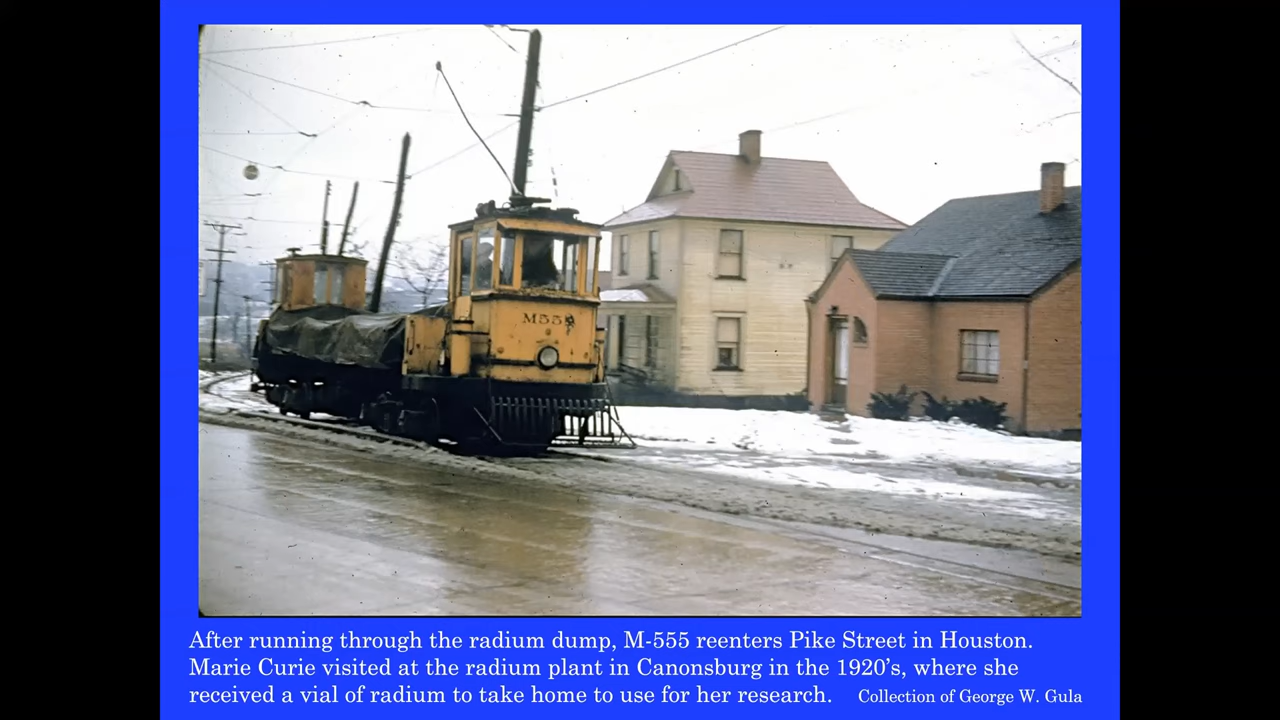 M55
After running through the radium dump, M-555 reenters Pike Street in Houston.
Marie Curie visited at the radium plant in Canonsburg in the 1920's, where she
received a vial of radium to take home to use for her research. Collection of George W. Gula